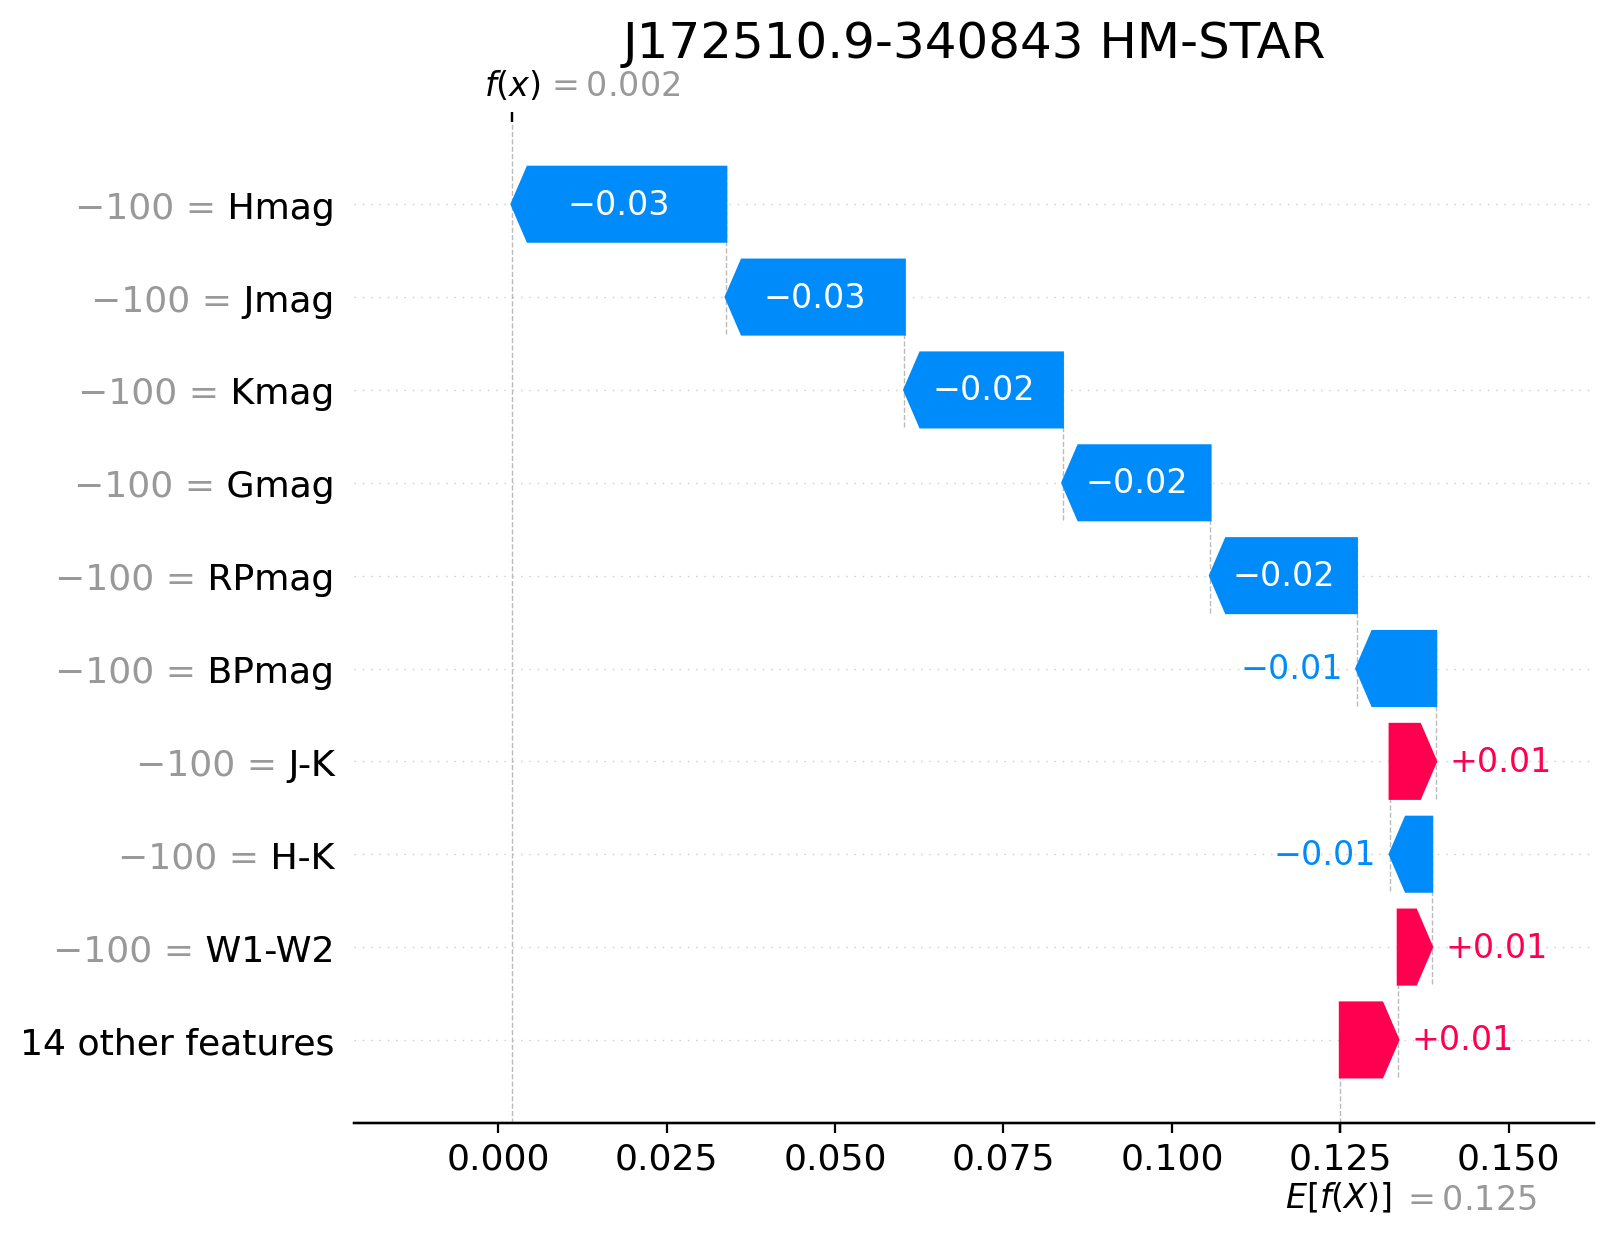 J172510.9-340843 HM-STAR
f(x) = 0.002
−100 = Hmag
−0.03
−100 = Jmag
−0.03
−100 = Kmag
−0.02
−100 = Gmag
−0.02
−100 = RPmag
−0.02
−100 = BPmag
−0.01
−100 = J-K
+0.01
−100 = H-K
−0.01
−100 = W1-W2
+0.01
14 other features
+0.01
0.000 0.025 0.050 0.075 0.100 0.125 0.150
E[f(X)] = 0.125